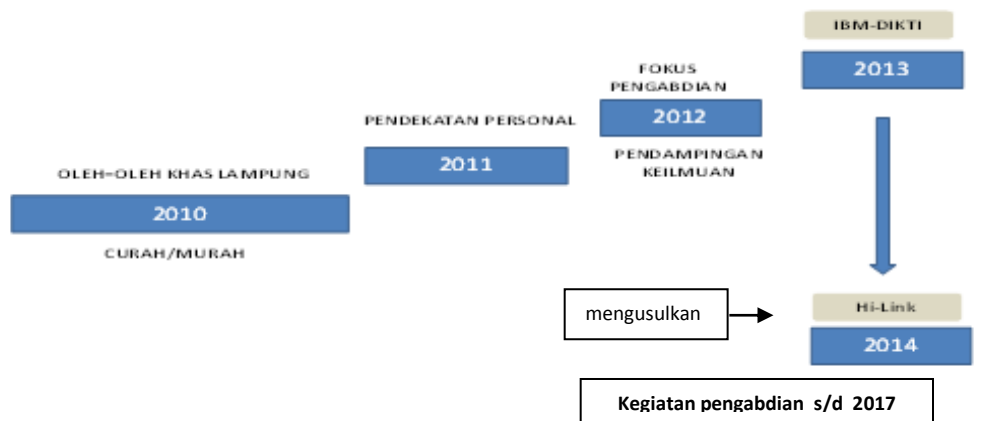 OLEH-OLEH KHAS LAMPUNG
2010
CURAH/MURAH
PENDEKATAN PERSONAL
2011
FOKUS
PENGABDIAN
2012
PENDAMPINGAN
KEILMUAN
IBM-DIKTI
2013
mengusulkan
Hi-Link
2014
Kegiatan pengabdian s/d 2017